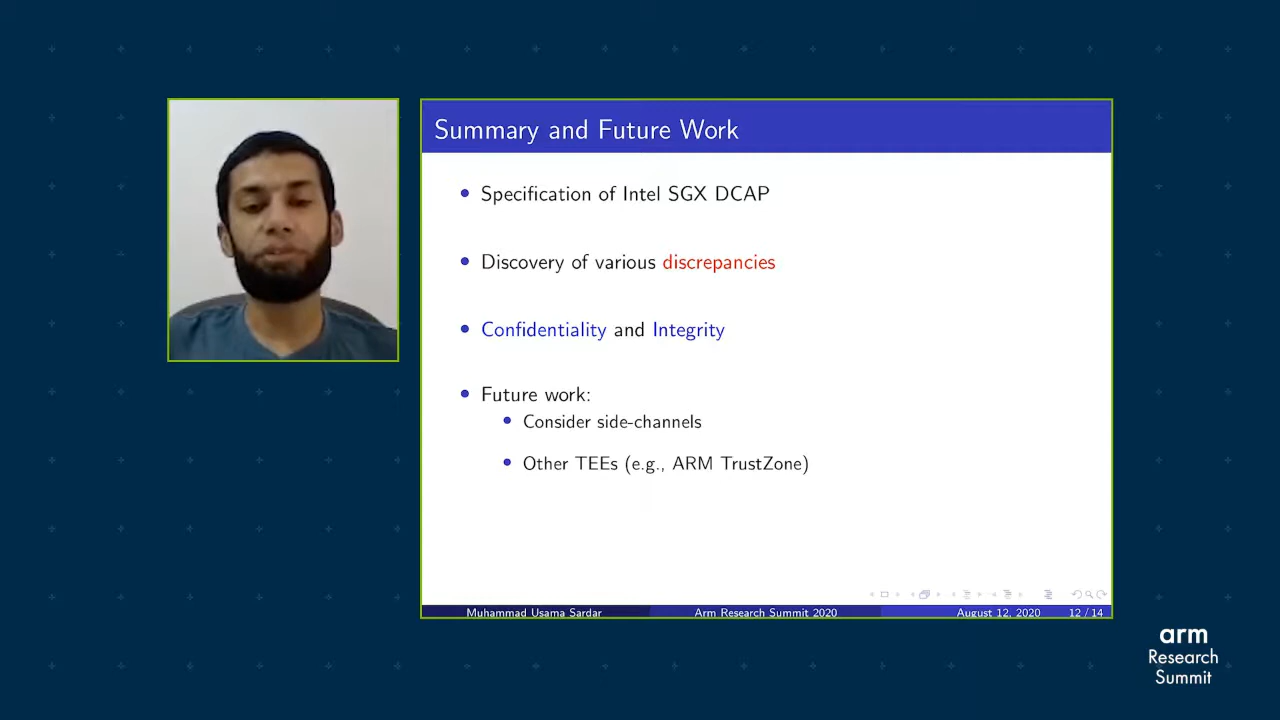 Summary and Future Work
Specification of Intel SGX DCAP
Discovery of various discrepancies
Confidentiality and Integrity
Future work:
Consider side-channels
Other TEEs (e.g., ARM TrustZone)
Muhammad Usama Sardar Arm Research Summit 2020 August 12, 2020 12 / 14
arm
Research
Summit